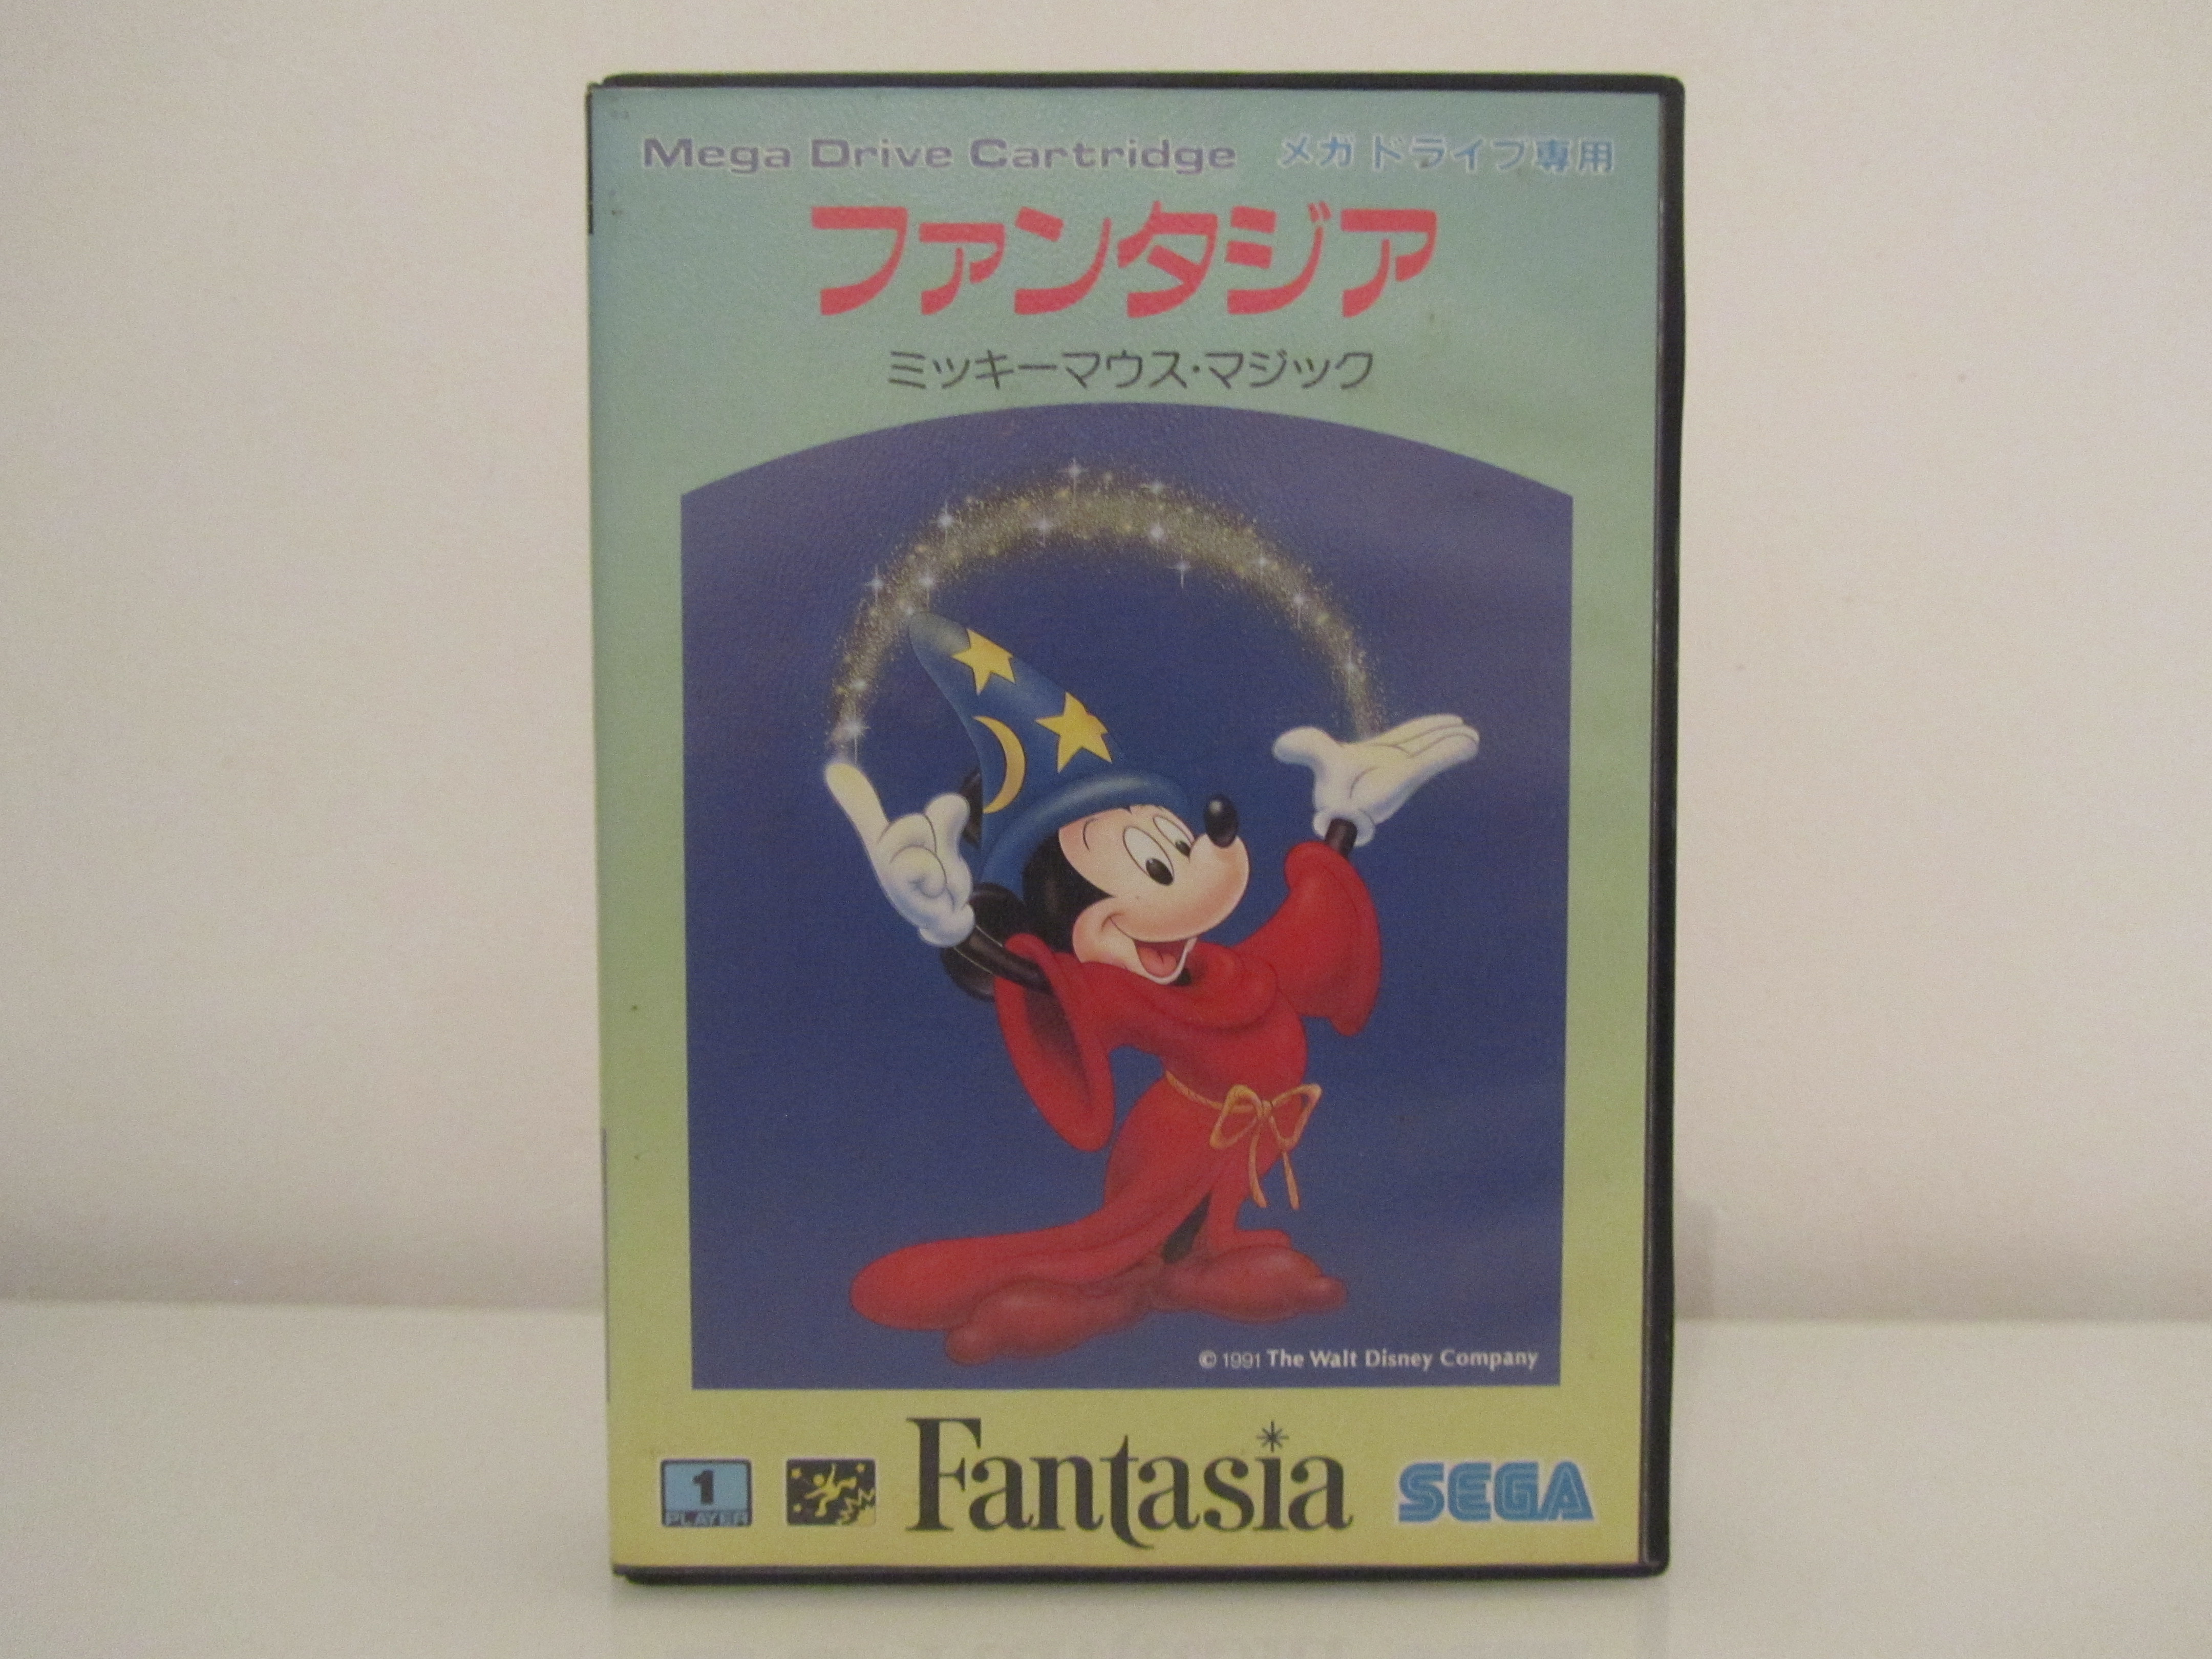 Mega Drive Cartridge メガドライブ専用
ファンタジア
ミッキーマウス・マジック
© 1991 The Walt Disney Company
1
PLAYER
Fantasia
SEGA